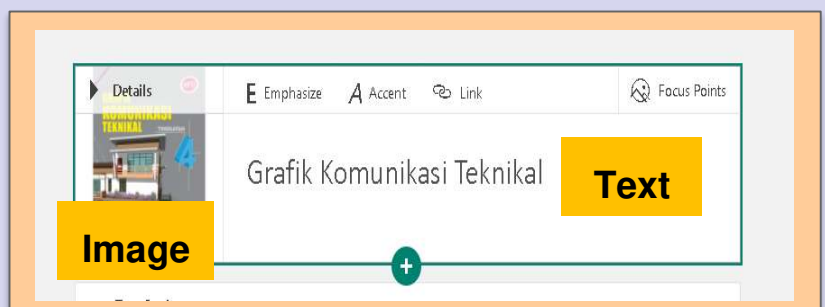 Details
E Emphasize A Accent Link
Focus Points
KOMUNIKASI
TEKNIKAL
4
Grafik Komunikasi Teknikal
Text
Image